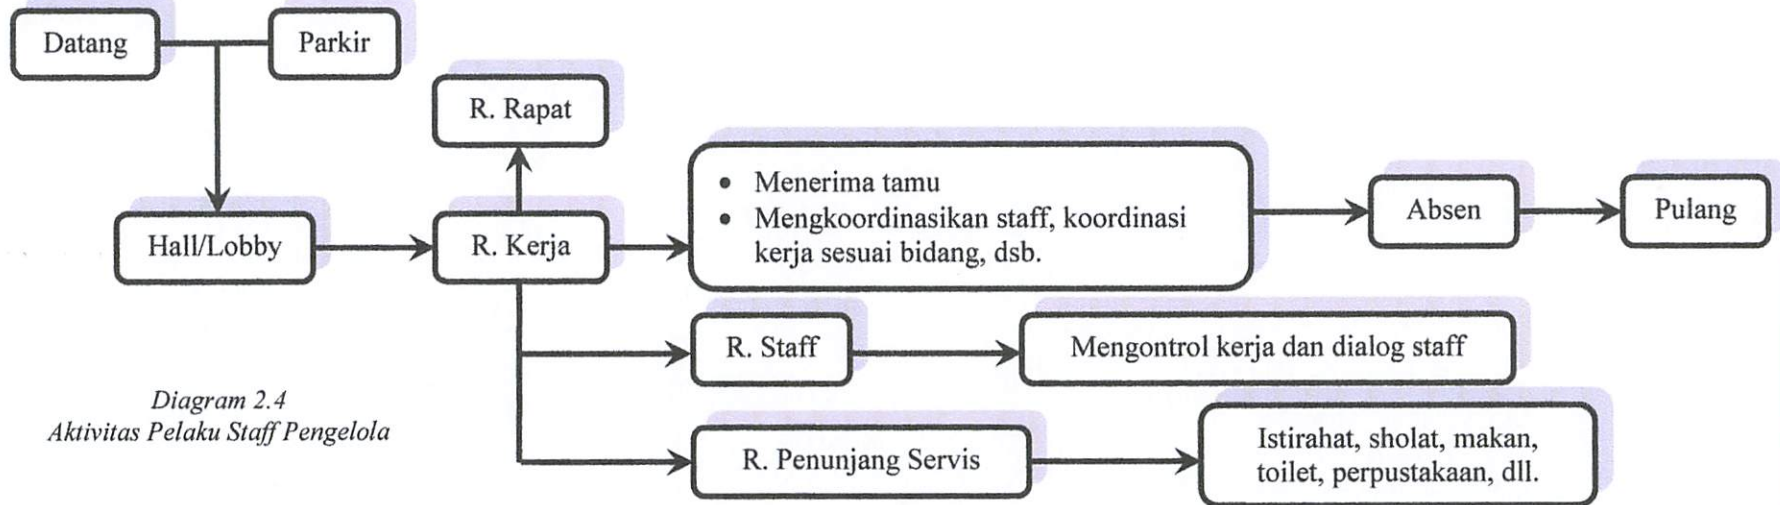 Datang
Parkir
R. Rapat
• Menerima tamu
• Mengkoordinasikan staff, koordinasi
kerja sesuai bidang, dsb.
Absen
Pulang
Hall/Lobby
R. Kerja
R. Staff
Mengontrol kerja dan dialog staff
Diagram 2.4
Aktivitas Pelaku Staff Pengelola
R. Penunjang Servis
Istirahat, sholat, makan,
toilet, perpustakaan, dll.